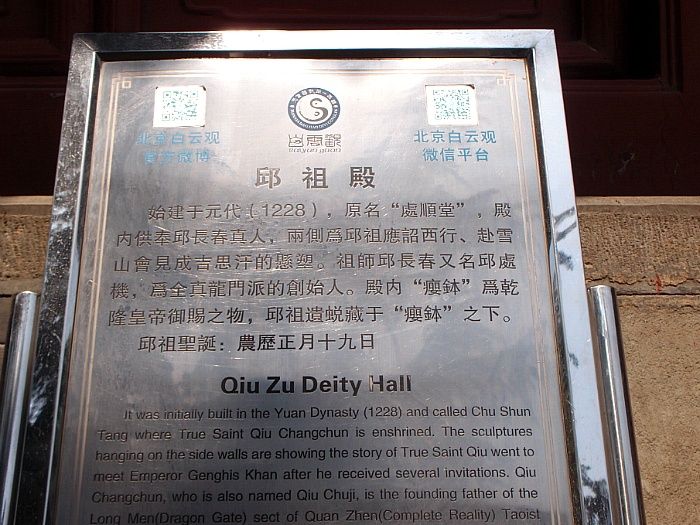 北京白云观
官方微博
白雲觀
baiyun guan
北京白云观
微信平台
邱祖殿
始建于元代（1228），原名“處順堂”，殿
内供奉邱長春真人，兩側爲邱祖應詔西行、赴雪
山會見成吉思汗的懸塑。祖師邱長春又名邱處
機，爲全真龍門派的創始人。殿内“癭鉢”爲乾
隆皇帝御賜之物，邱祖遺蜕藏于“癭鉢”之下。
邱祖聖誕：農歷正月十九日
Qiu Zu Deity Hall
It was initially built in the Yuan Dynasty (1228) and called Chu Shun
Tang where True Saint Qiu Changchun is enshrined. The sculptures
hanging on the side walls are showing the story of True Saint Qiu went to
meet Emperor Genghis Khan after he received several invitations. Qiu
Changchun, who is also named Qiu Chuji, is the founding father of the
Long Men(Dragon Gate) sect of Quan Zhen(Complete Reality) Taoist